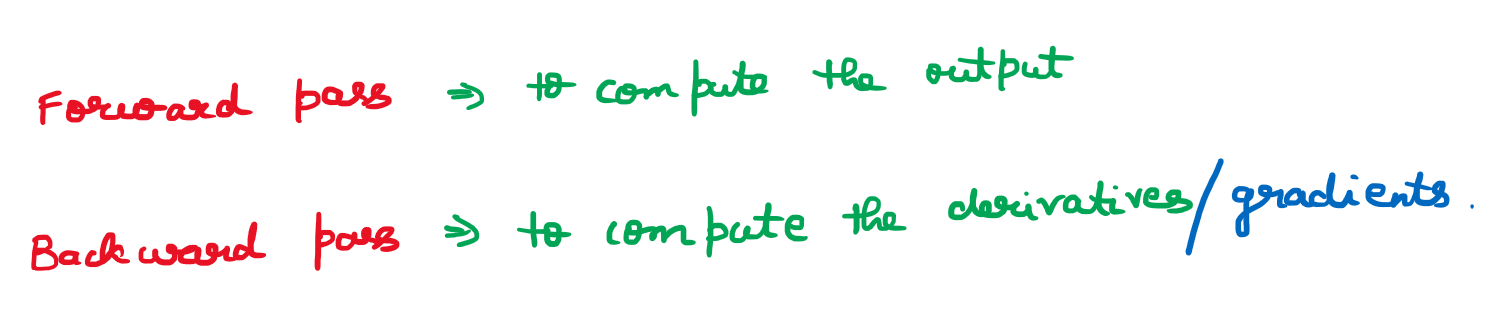 Forward pass ⇒ to compute the output
Backward pass ⇒ to compute the derivatives/gradients.